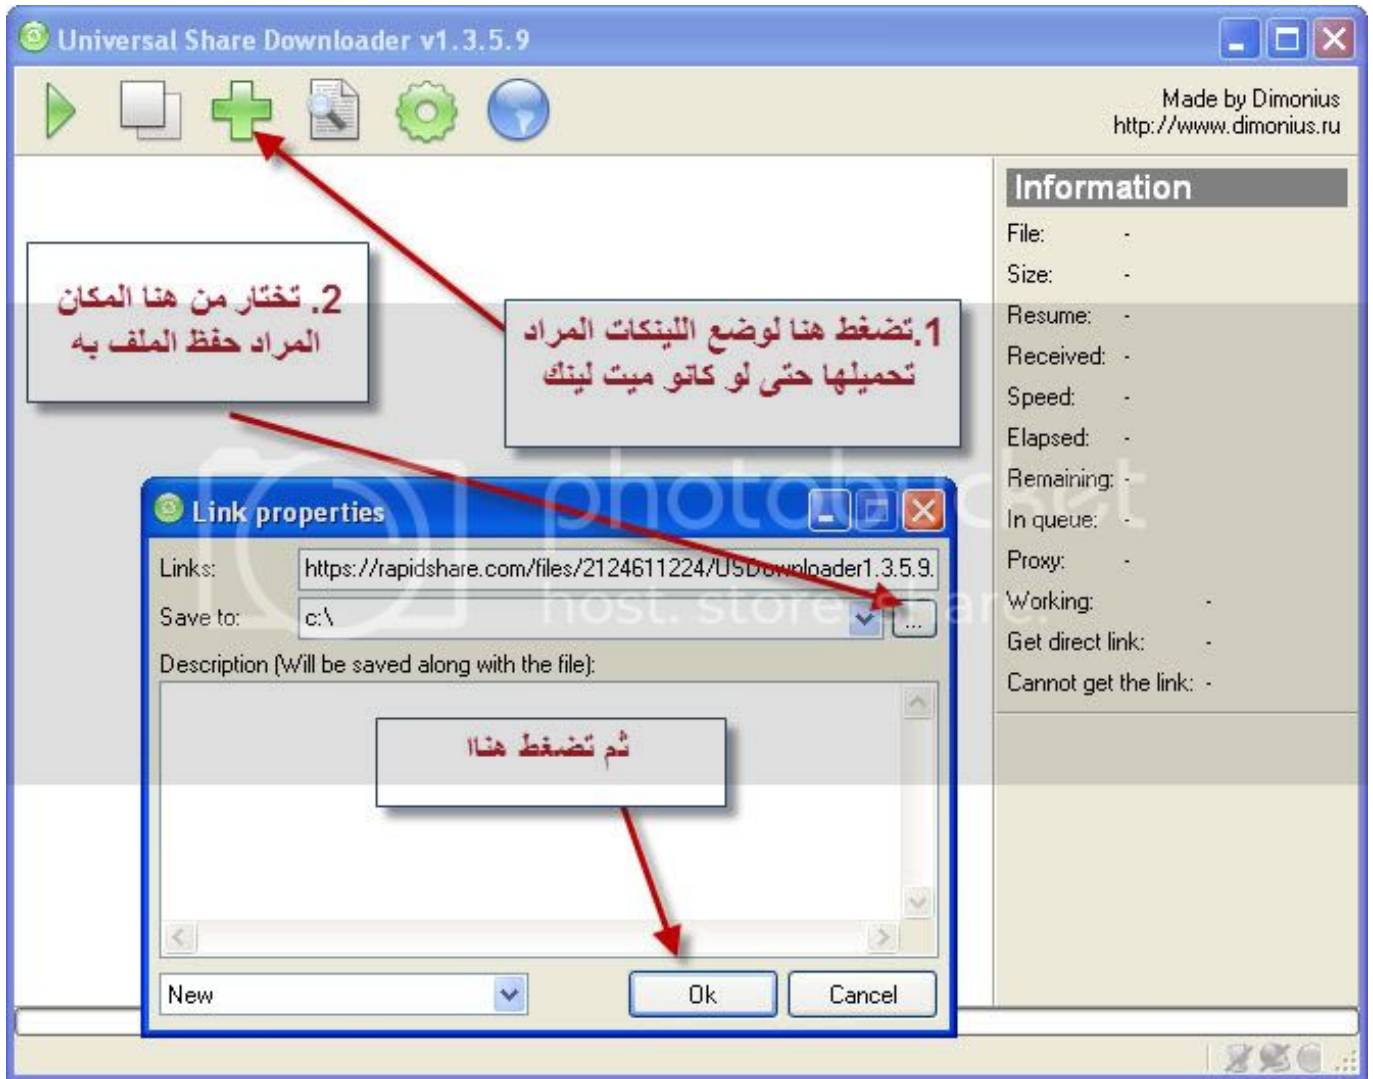 Universal Share Downloader v1.3.5.9
Made by Dimonius
http://www.dimonius.ru
Information
File: -
Size: -
Resume: -
Received: -
Speed: -
Elapsed: -
Remaining: -
In queue: -
Proxy: -
Working: -
Get direct link: -
Cannot get the link: -
1.تضغط هنا لوضع اللينكات المراد
تحميلها حتى لو كانو ميت لينك
2. تختار من هنا المكان
المراد حفظ الملف به
photobucket
host. store. share.
Link properties
Links: https://rapidshare.com/files/2124611224/USDownloader1.3.5.9.
Save to: c:\
...
Description (Will be saved along with the file):
ثم تضغط هناا
New
Ok
Cancel